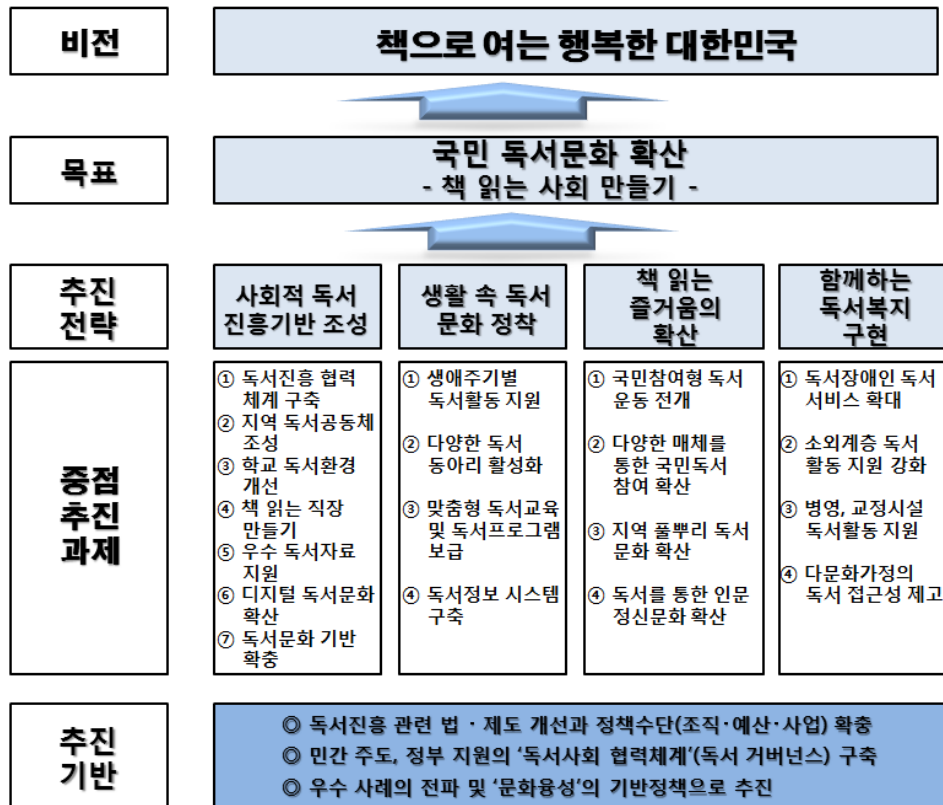 비전
책으로 여는 행복한 대한민국
목표
국민 독서문화 확산
- 책 읽는 사회 만들기 -
추진
전략
사회적 독서
진흥기반 조성
생활 속 독서
문화 정착
책 읽는
즐거움의
확산
함께하는
독서복지
구현
중점
추진
과제
① 독서진흥 협력
체계 구축
② 지역 독서공동체
조성
③ 학교 독서환경
개선
④ 책 읽는 직장
만들기
⑤ 우수 독서자료
지원
⑥ 디지털 독서문화
확산
⑦ 독서문화 기반
확충
① 생애주기별
독서활동 지원
② 다양한 독서
동아리 활성화
③ 맞춤형 독서교육
및 독서프로그램
보급
④ 독서정보 시스템
구축
① 국민참여형 독서
운동 전개
② 다양한 매체를
통한 국민독서
참여 확산
③ 지역 풀뿌리 독서
문화 확산
④ 독서를 통한 인문
정신문화 확산
① 독서장애인 독서
서비스 확대
② 소외계층 독서
활동 지원 강화
③ 병영, 교정시설
독서활동 지원
④ 다문화가정의
독서 접근성 제고
추진
기반
◎ 독서진흥 관련 법 · 제도 개선과 정책수단(조직·예산·사업) 확충
◎ 민간 주도, 정부 지원의 ‘독서사회 협력체계’(독서 거버넌스) 구축
◎ 우수 사례의 전파 및 ‘문화융성’의 기반정책으로 추진